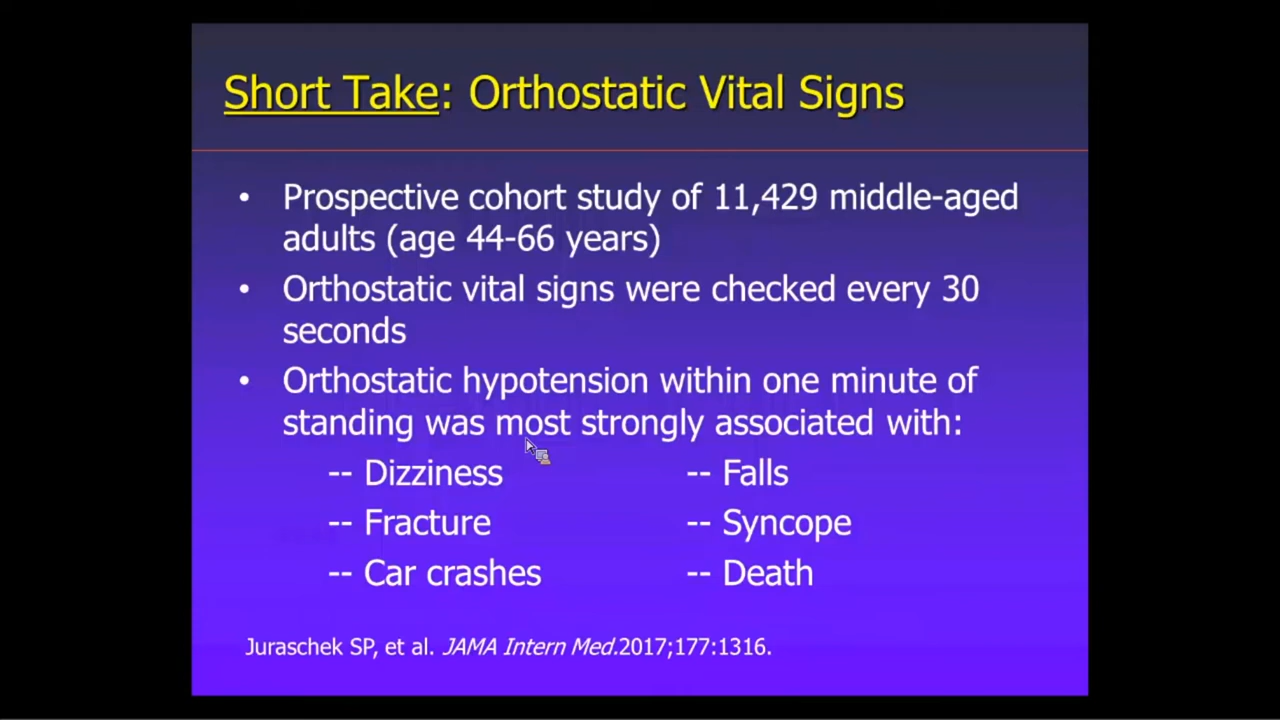 Short Take: Orthostatic Vital Signs
• Prospective cohort study of 11,429 middle-aged
adults (age 44-66 years)
• Orthostatic vital signs were checked every 30
seconds
• Orthostatic hypotension within one minute of
standing was most strongly associated with:
-- Dizziness -- Falls
-- Fracture -- Syncope
-- Car crashes -- Death
Juraschek SP, et al. JAMA Intern Med.2017;177:1316.